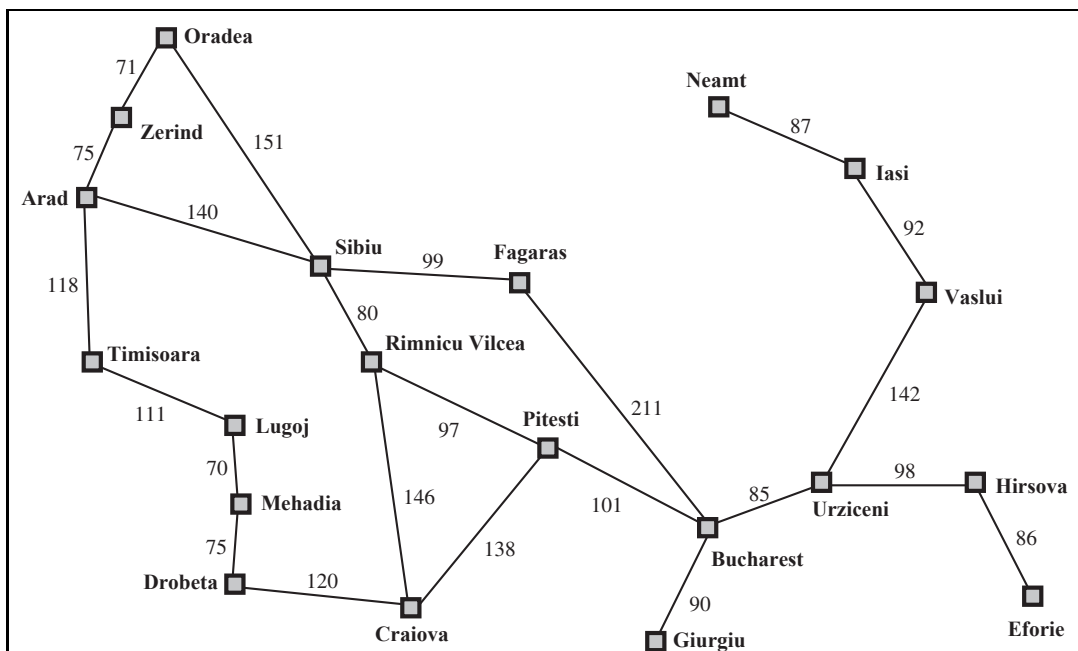 Oradea
71
Neamt
87
Zerind
151
75
Iasi
Arad
140
92
Sibiu
99
Fagaras
118
Vaslui
80
Timisoara
Rimnicu Vilcea
142
111
Pitesti
211
Lugoj
97
70
98
Mehadia
146
85
Urziceni
Hirsova
101
75
138
86
Bucharest
Drobeta
120
90
Craiova
Giurgiu
Eforie